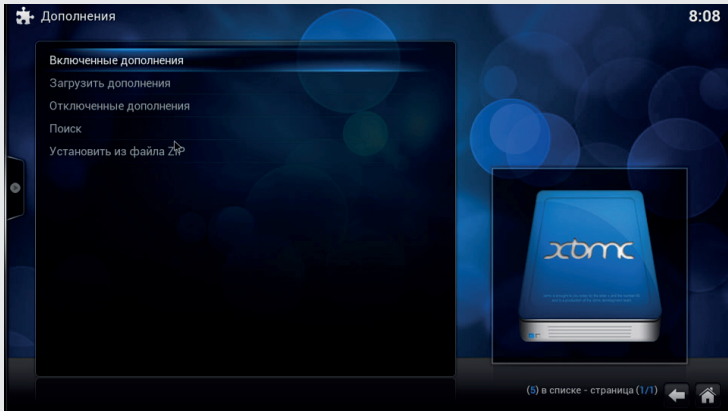 Дополнения
8:08
Включенные дополнения
Загрузить дополнения
Отключенные дополнения
Поиск
Установить из файла ZIP
xbmc
(5) в списке - страница (1/1)